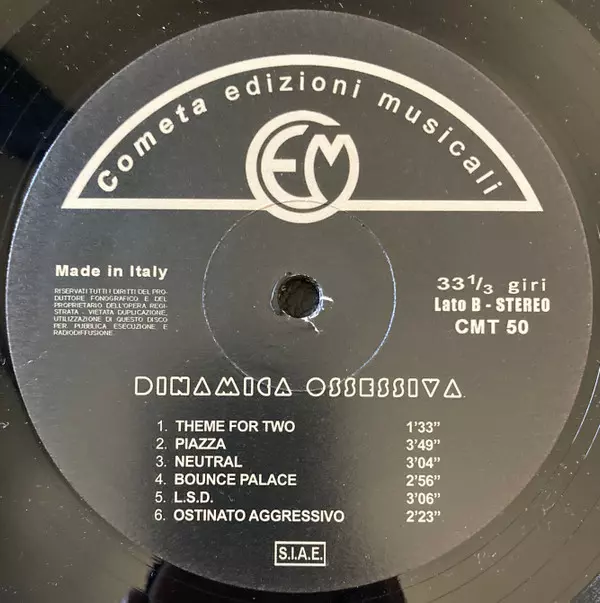 Cometa edizioni musicali
CEM
Made in Italy
RISERVATI TUTTI I DIRITTI DEL PRO-
DUTTORE FONOGRAFICO E DEL
PROPRIETARIO DELL'OPERA REGI-
STRATA - VIETATA DUPLICAZIONE,
UTILIZZAZIONE DI QUESTO DISCO
PER PUBBLICA ESECUZIONE E
RADIODIFFUSIONE.
33 1/3 giri
Lato B - STEREO
CMT 50
DINAMICA OSSESSIVA
1. THEME FOR TWO 1'33”
2. PIAZZA 3'49”
3. NEUTRAL 3'04”
4. BOUNCE PALACE 2'56”
5. L.S.D. 3'06”
6. OSTINATO AGGRESSIVO 2'23”
S.I.A.E.